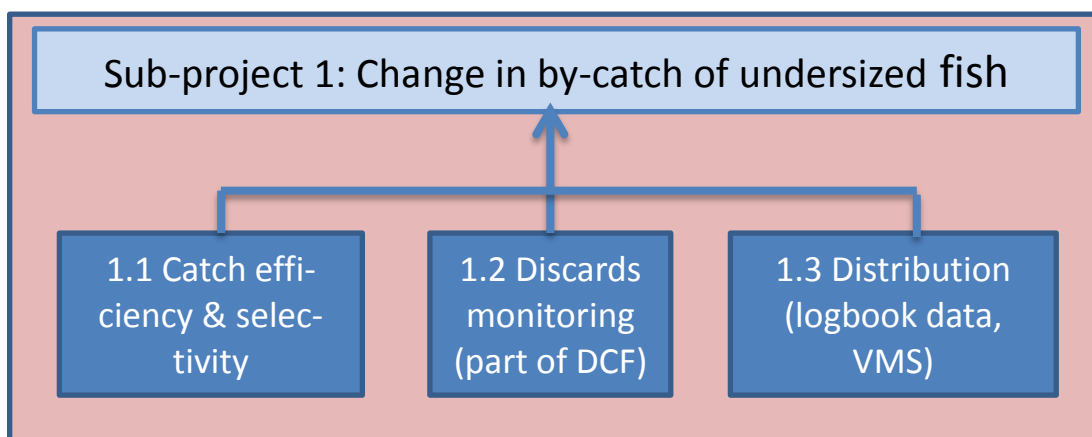 Sub-project 1: Change in by-catch of undersized fish
1.1 Catch effi-
ciency & selec-
tivity
1.2 Discards
monitoring
(part of DCF)
1.3 Distribution
(logbook data,
VMS)